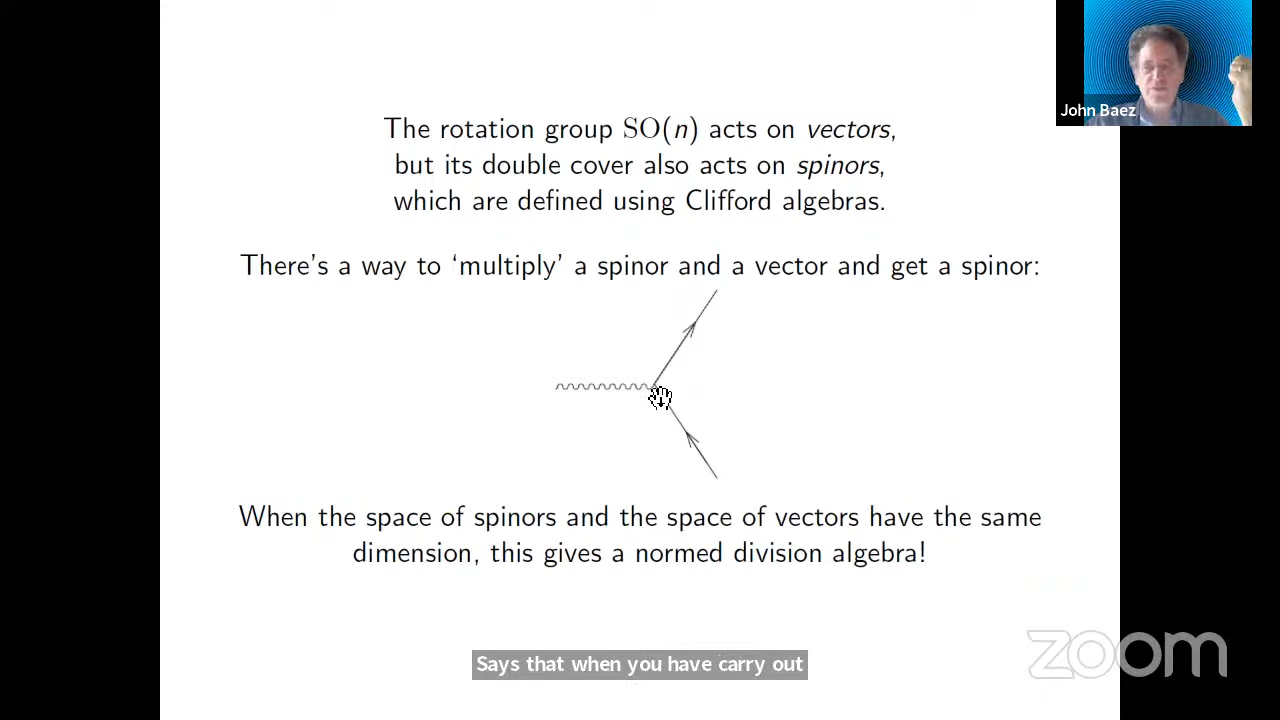 John Baez
The rotation group SO(n) acts on vectors,
but its double cover also acts on spinors,
which are defined using Clifford algebras.
There's a way to ‘multiply’ a spinor and a vector and get a spinor:
When the space of spinors and the space of vectors have the same
dimension, this gives a normed division algebra!
Says that when you have carry out
zoom